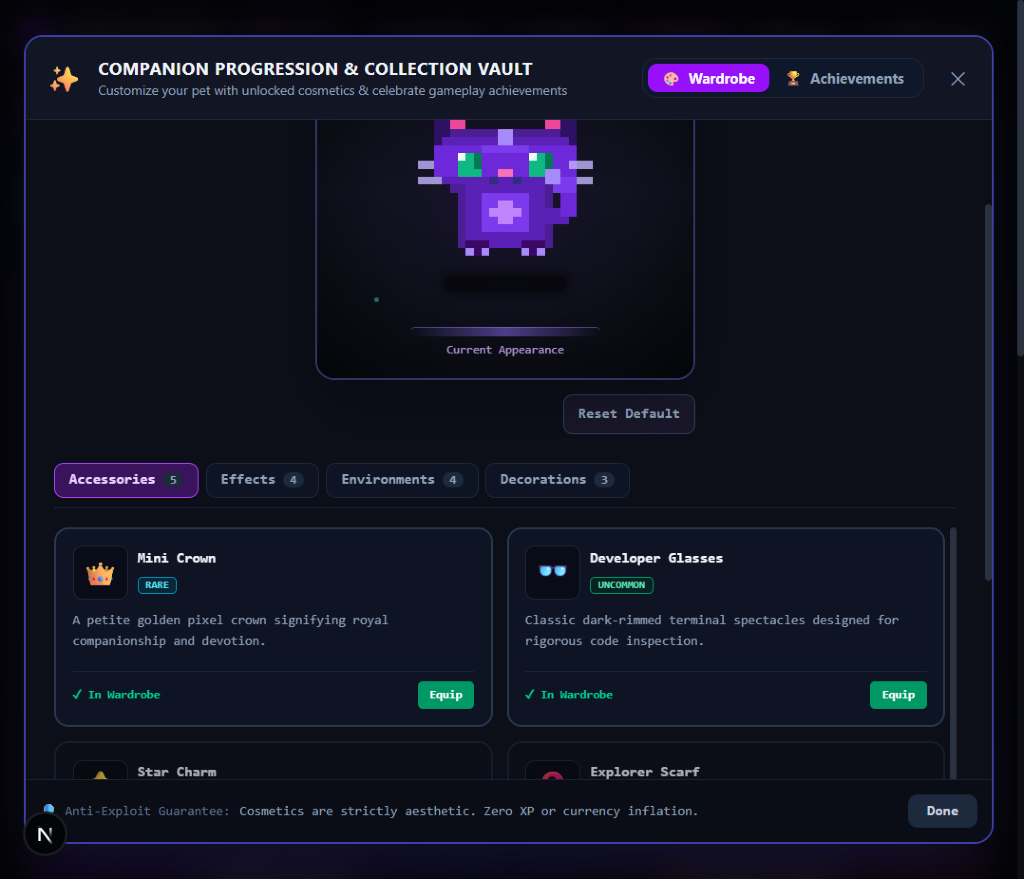 COMPANION PROGRESSION & COLLECTION VAULT
Customize your pet with unlocked cosmetics & celebrate gameplay achievements
Wardrobe
Achievements
Current Appearance
Reset Default
Accessories 5
Effects 4
Environments 4
Decorations 3
Mini Crown
RARE
A petite golden pixel crown signifying royal
companionship and devotion.
✓ In Wardrobe
Equip
Developer Glasses
UNCOMMON
Classic dark-rimmed terminal spectacles designed for
rigorous code inspection.
✓ In Wardrobe
Equip
Star Charm
Explorer Scarf
Anti-Exploit Guarantee: Cosmetics are strictly aesthetic. Zero XP or currency inflation.
Done
N